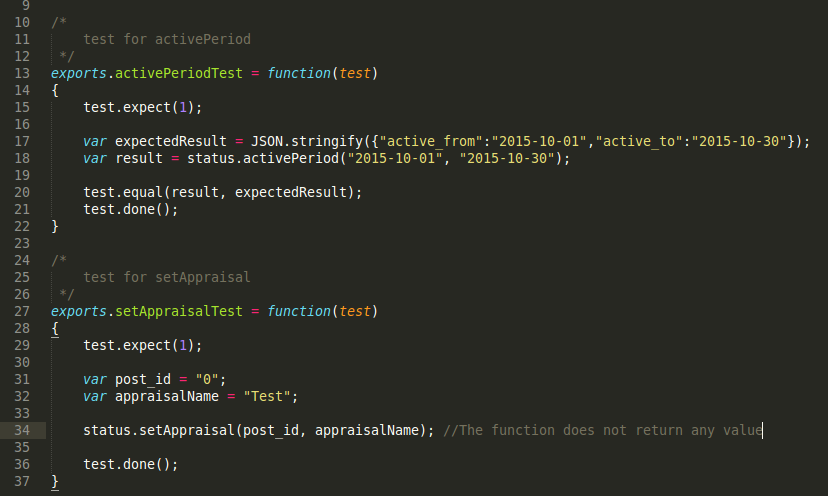 9
10 /*
11     test for activePeriod
12  */
13 exports.activePeriodTest = function(test)
14 {
15     test.expect(1);
16
17     var expectedResult = JSON.stringify({"active_from":"2015-10-01","active_to":"2015-10-30"});
18     var result = status.activePeriod("2015-10-01", "2015-10-30");
19
20     test.equal(result, expectedResult);
21     test.done();
22 }
23
24 /*
25     test for setAppraisal
26  */
27 exports.setAppraisalTest = function(test)
28 {
29     test.expect(1);
30
31     var post_id = "0";
32     var appraisalName = "Test";
33
34     status.setAppraisal(post_id, appraisalName); //The function does not return any value
35
36     test.done();
37 }